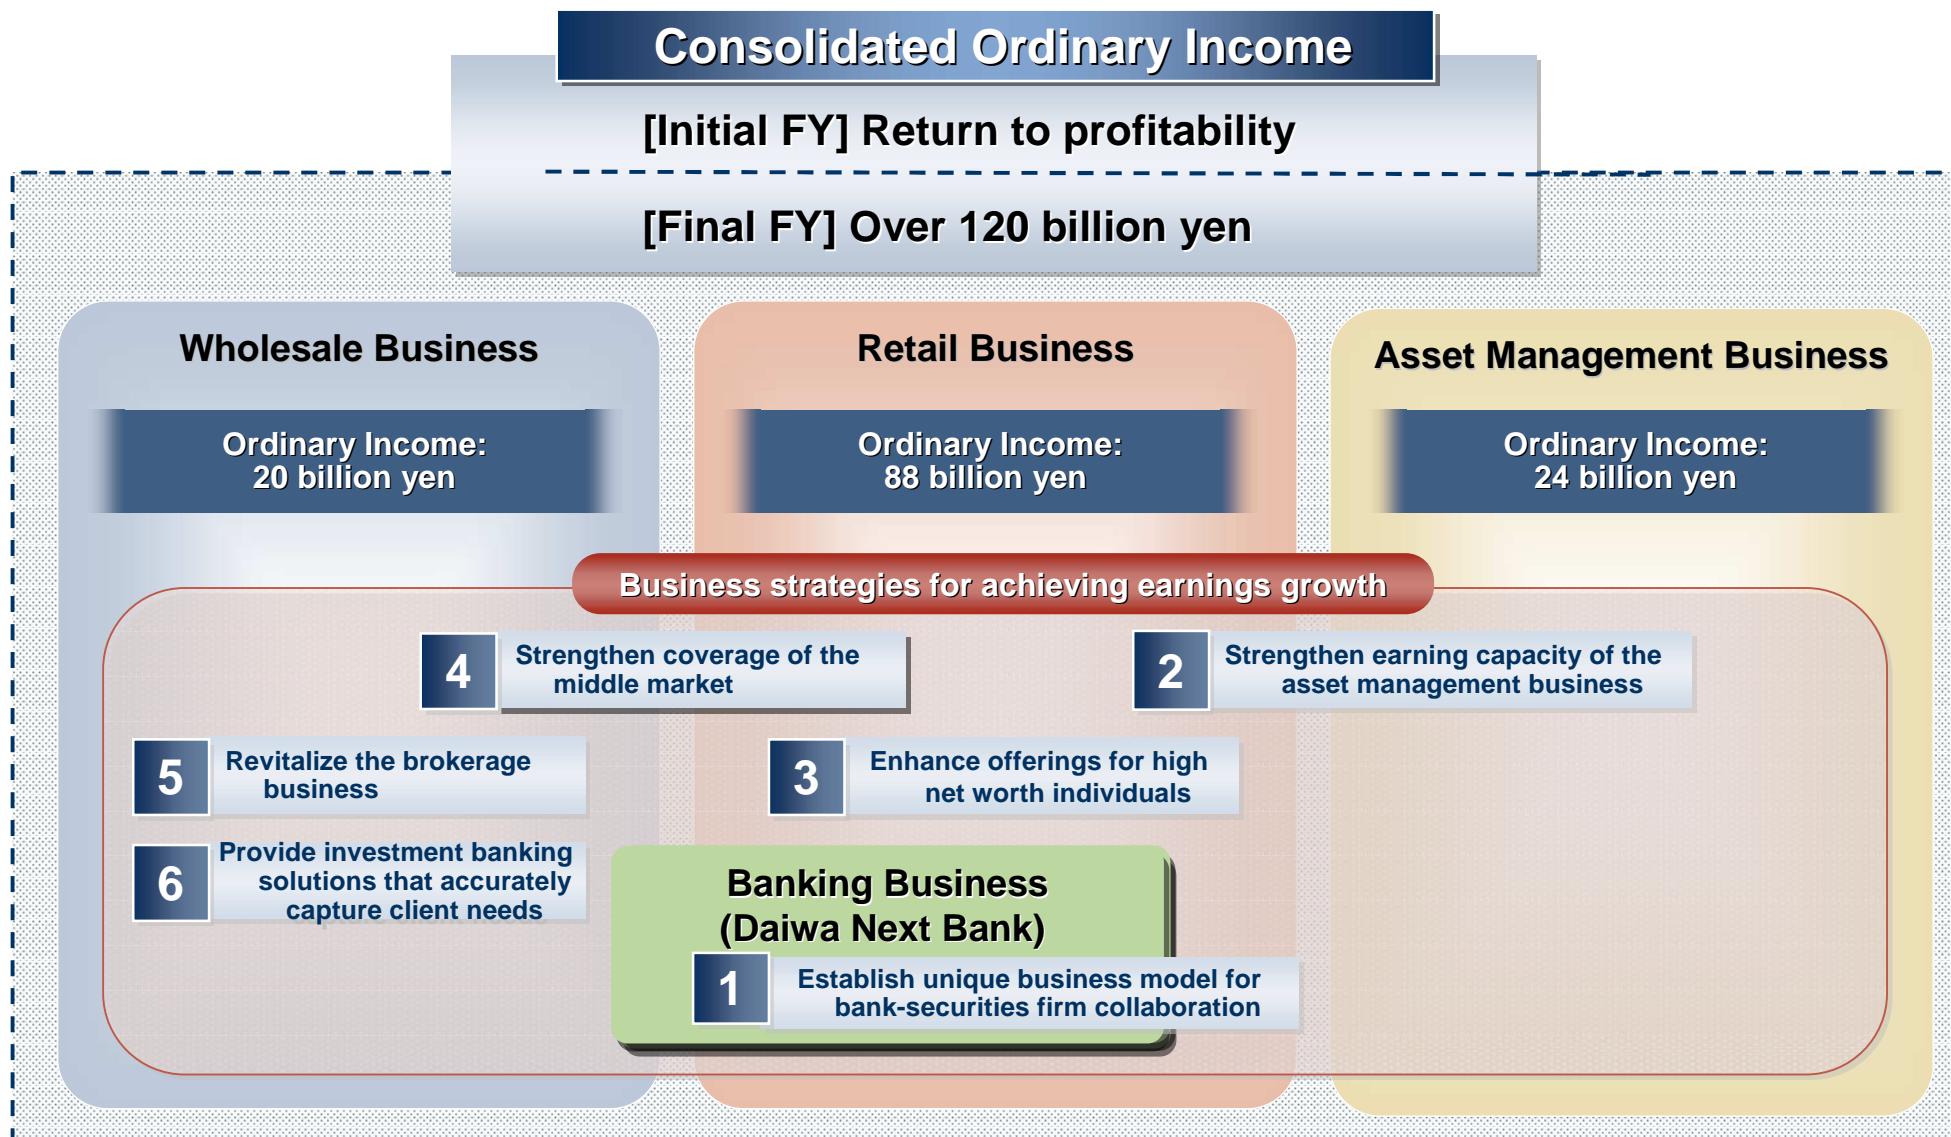 Consolidated Ordinary Income
[Initial FY] Return to profitability
[Final FY] Over 120 billion yen
Wholesale Business
Ordinary Income:
20 billion yen
Retail Business
Ordinary Income:
88 billion yen
Asset Management Business
Ordinary Income:
24 billion yen
Business strategies for achieving earnings growth
4
Strengthen coverage of the
middle market
2
Strengthen earning capacity of the
asset management business
5
Revitalize the brokerage
business
3
Enhance offerings for high
net worth individuals
6
Provide investment banking
solutions that accurately
capture client needs
Banking Business
(Daiwa Next Bank)
1
Establish unique business model for
bank-securities firm collaboration